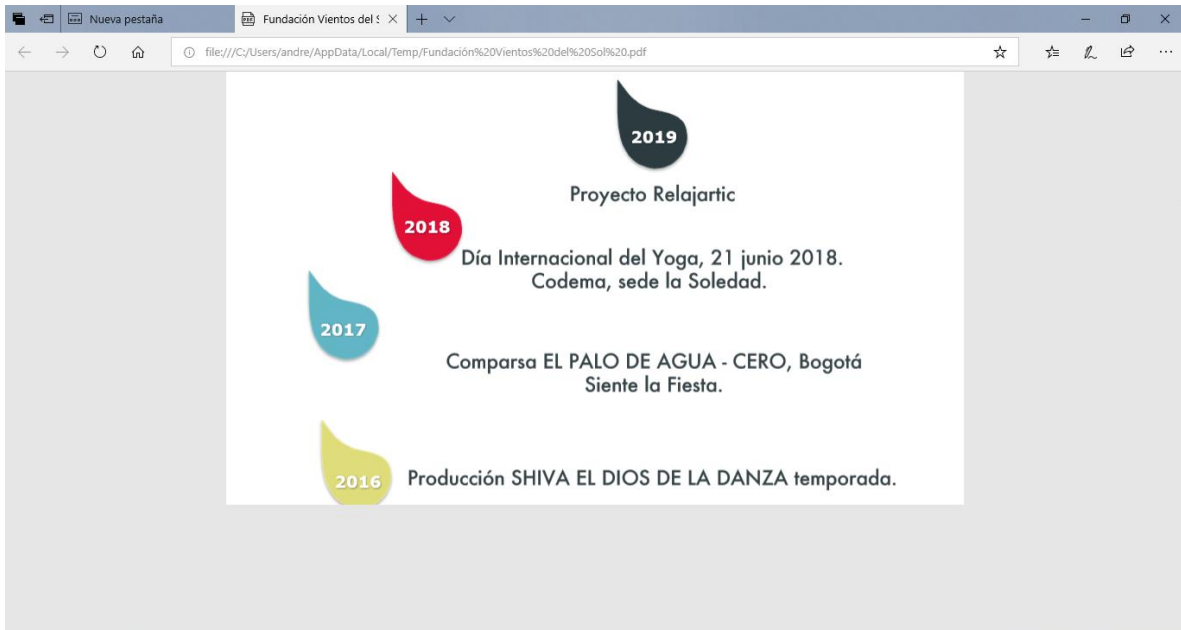 Nueva pestaña
Fundación Vientos del S
file:///C:/Users/andre/AppData/Local/Temp/Fundación%20Vientos%20del%20Sol%20.pdf
2019
Proyecto Relajartic
2018
Día Internacional del Yoga, 21 junio 2018.
Codema, sede la Soledad.
2017
Comparsa EL PALO DE AGUA - CERO, Bogotá
Siente la Fiesta.
2016
Producción SHIVA EL DIOS DE LA DANZA temporada.